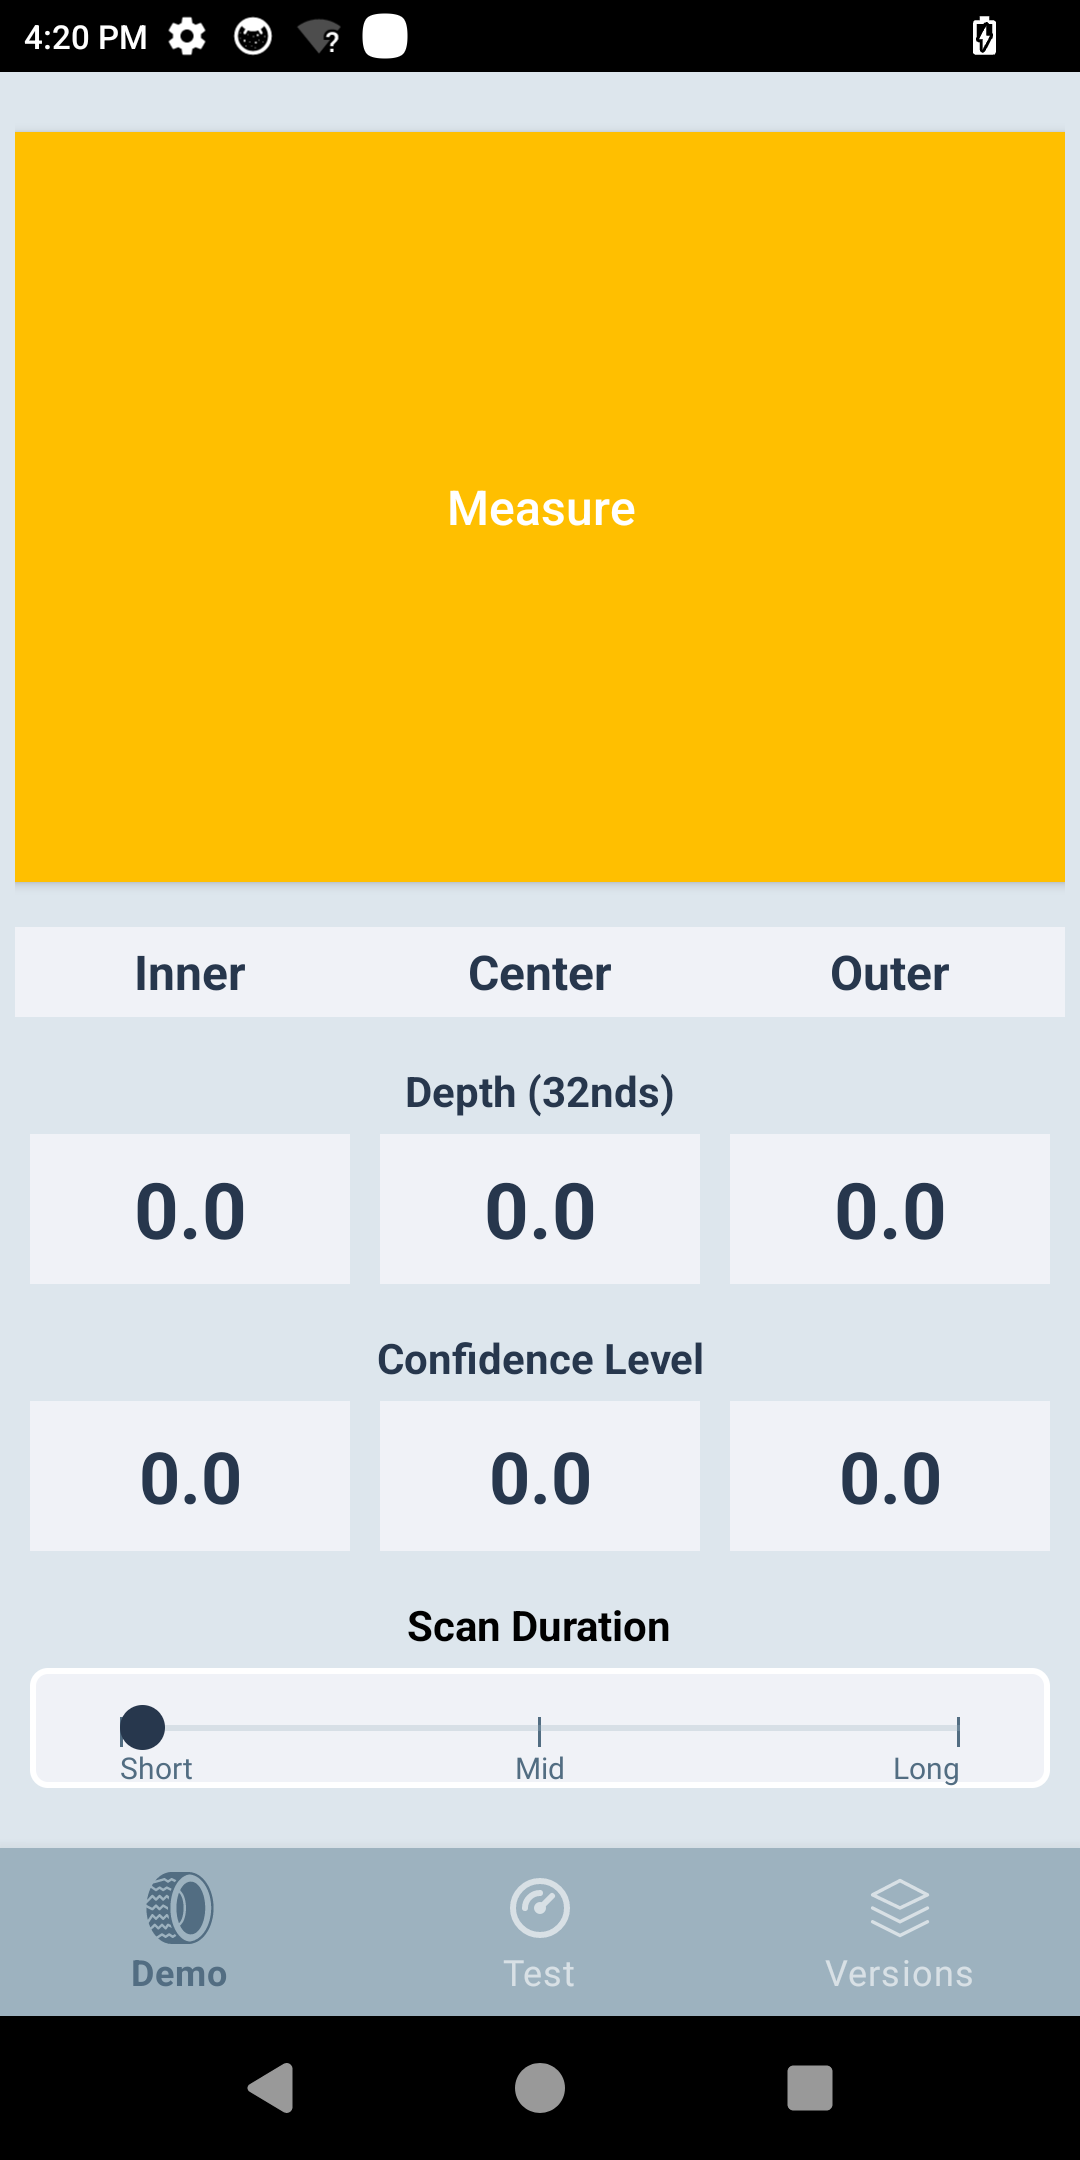 4:20 PM
Measure
Inner Center Outer
Depth (32nds)
0.0 0.0 0.0
Confidence Level
0.0 0.0 0.0
Scan Duration
Short Mid Long
Demo Test Versions